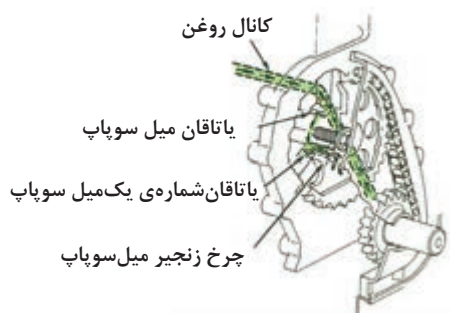 کانال روغن
یاتاقان میل سوپاپ
یاتاقان‌شماره‌ی یک‌میل سوپاپ
چرخ زنجیر میل‌سوپاپ